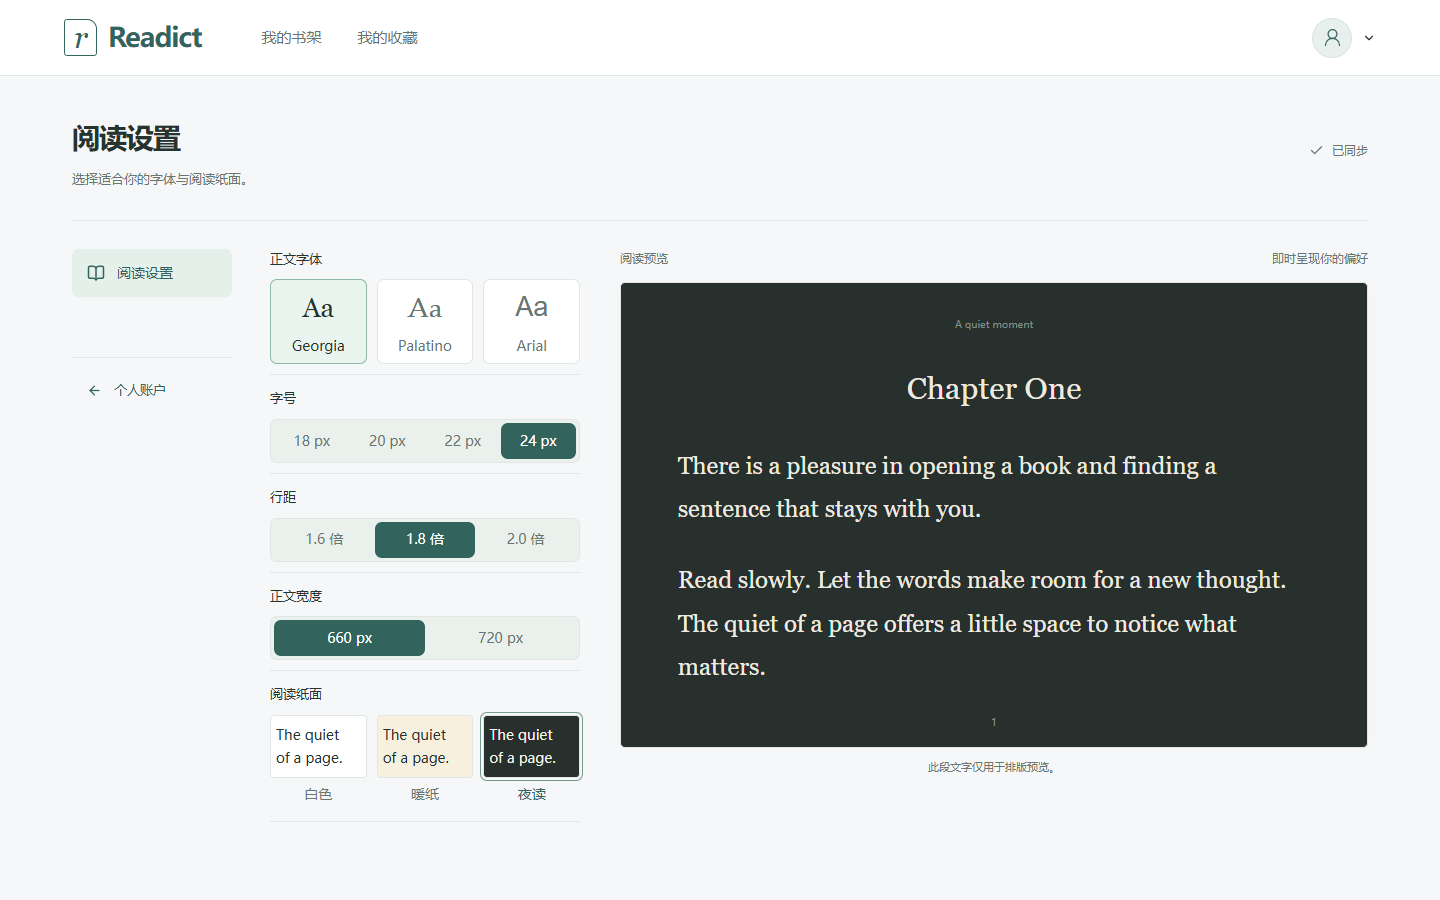 r Readict 我的书架 我的收藏
阅读设置
选择适合你的字体与阅读纸面。
已同步
阅读设置
个人账户
正文字体
Aa Aa Aa
Georgia Palatino Arial
字号
18 px 20 px 22 px 24 px
行距
1.6 倍 1.8 倍 2.0 倍
正文宽度
660 px 720 px
阅读纸面
The quiet The quiet The quiet
of a page. of a page. of a page.
白色 暖纸 夜读
阅读预览 即时呈现你的偏好
A quiet moment
Chapter One
There is a pleasure in opening a book and finding a
sentence that stays with you.
Read slowly. Let the words make room for a new thought.
The quiet of a page offers a little space to notice what
matters.
1
此段文字仅用于排版预览。